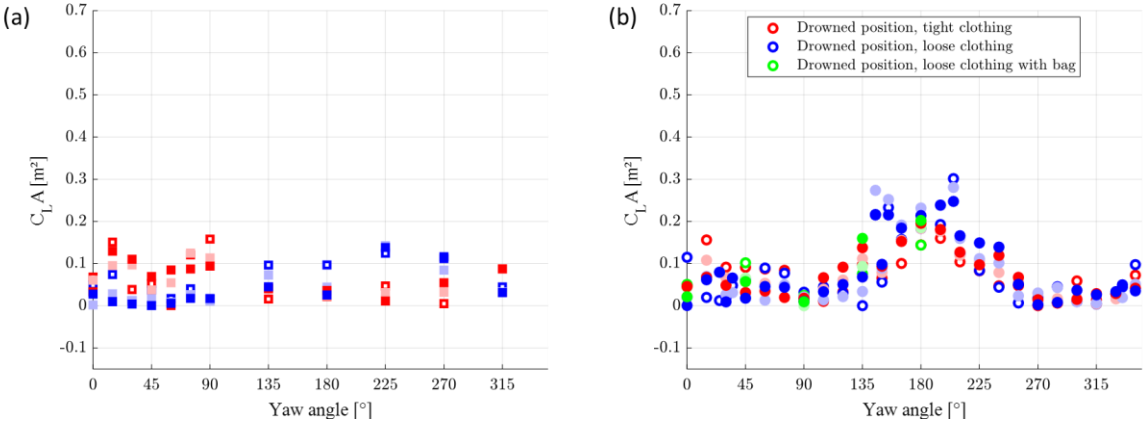 (a)
0.7
0.6
0.5
0.4
0.3
0.2
0.1
0
-0.1
C_L A [m²]
0 45 90 135 180 225 270 315
Yaw angle [°]
(b)
0.7
0.6
0.5
0.4
0.3
0.2
0.1
0
-0.1
C_L A [m²]
Drowned position, tight clothing
Drowned position, loose clothing
Drowned position, loose clothing with bag
0 45 90 135 180 225 270 315
Yaw angle [°]